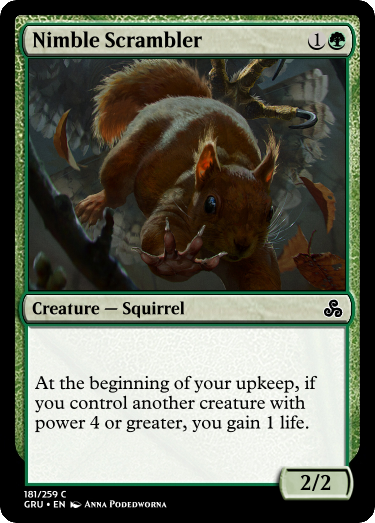 Nimble Scrambler 1
Creature — Squirrel
At the beginning of your upkeep, if
you control another creature with
power 4 or greater, you gain 1 life.
2/2
181/259 C
GRU • EN Anna Podedworna